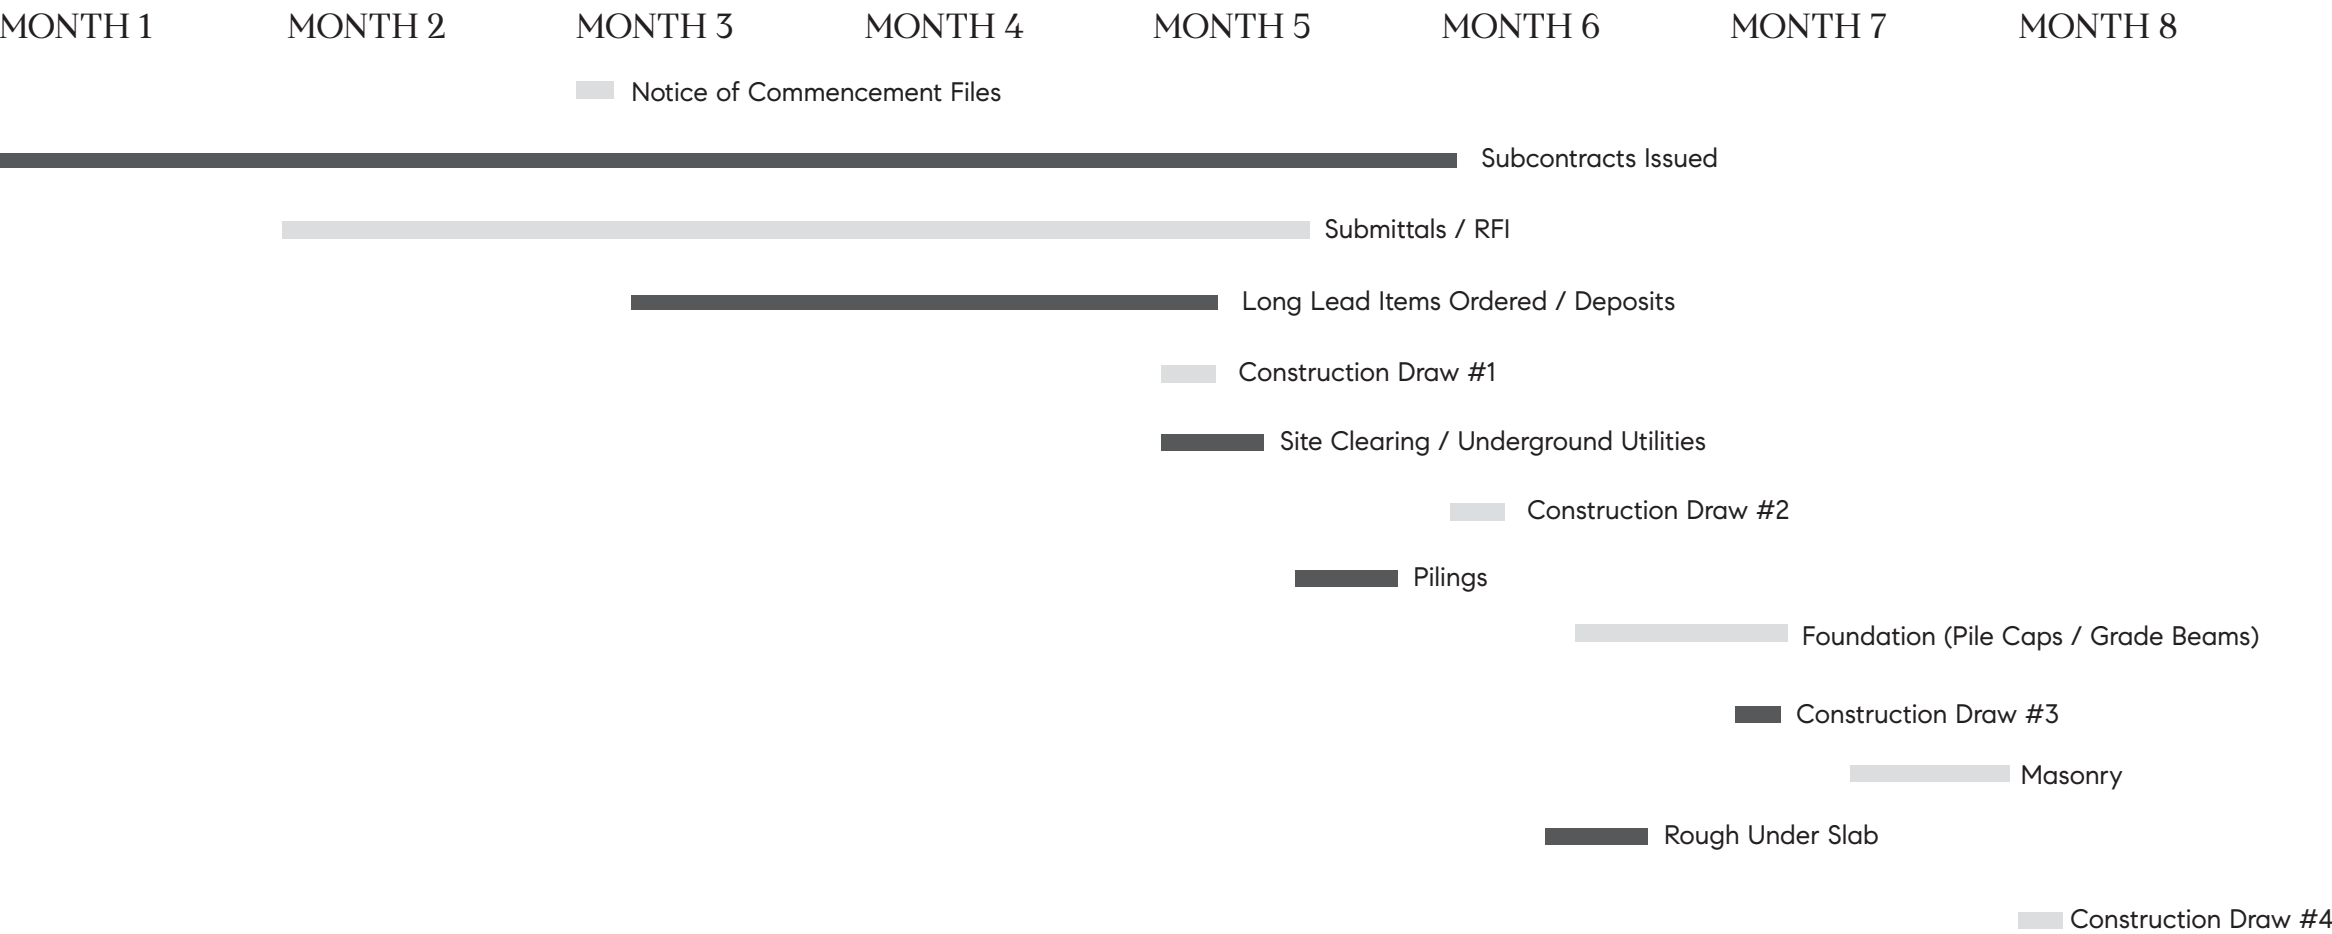 MONTH 1 MONTH 2 MONTH 3 MONTH 4 MONTH 5 MONTH 6 MONTH 7 MONTH 8
Notice of Commencement Files
Subcontracts Issued
Submittals / RFI
Long Lead Items Ordered / Deposits
Construction Draw #1
Site Clearing / Underground Utilities
Construction Draw #2
Pilings
Foundation (Pile Caps / Grade Beams)
Construction Draw #3
Masonry
Rough Under Slab
Construction Draw #4